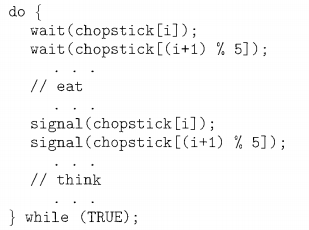 do {
wait(chopstick[i]);
wait(chopstick[(i+1) % 5]);
. . .
// eat
. . .
signal(chopstick[i]);
signal(chopstick[(i+1) % 5]);
. . .
// think
. . .
} while (TRUE);